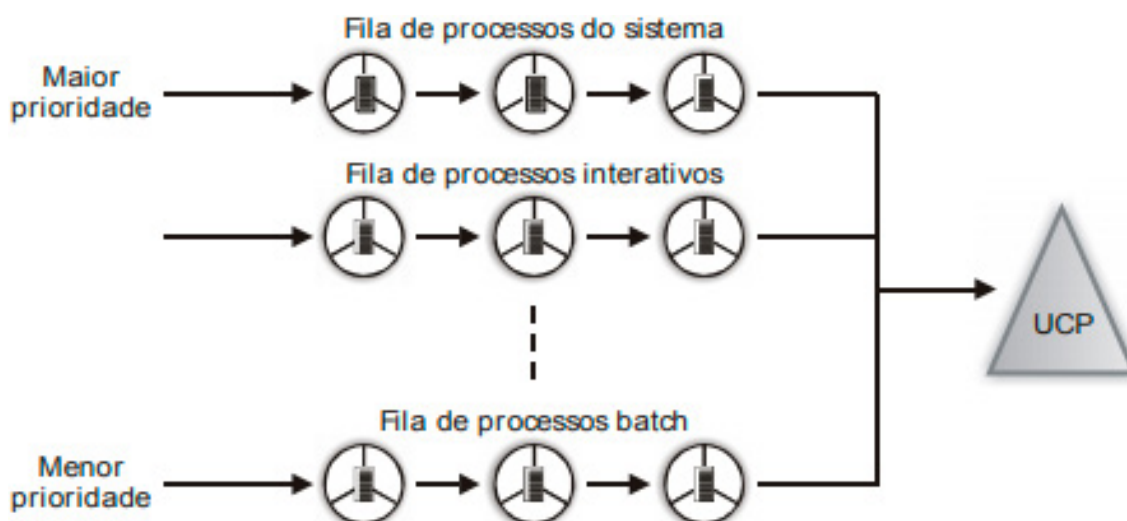 Fila de processos do sistema
Maior
prioridade
Fila de processos interativos
UCP
Fila de processos batch
Menor
prioridade